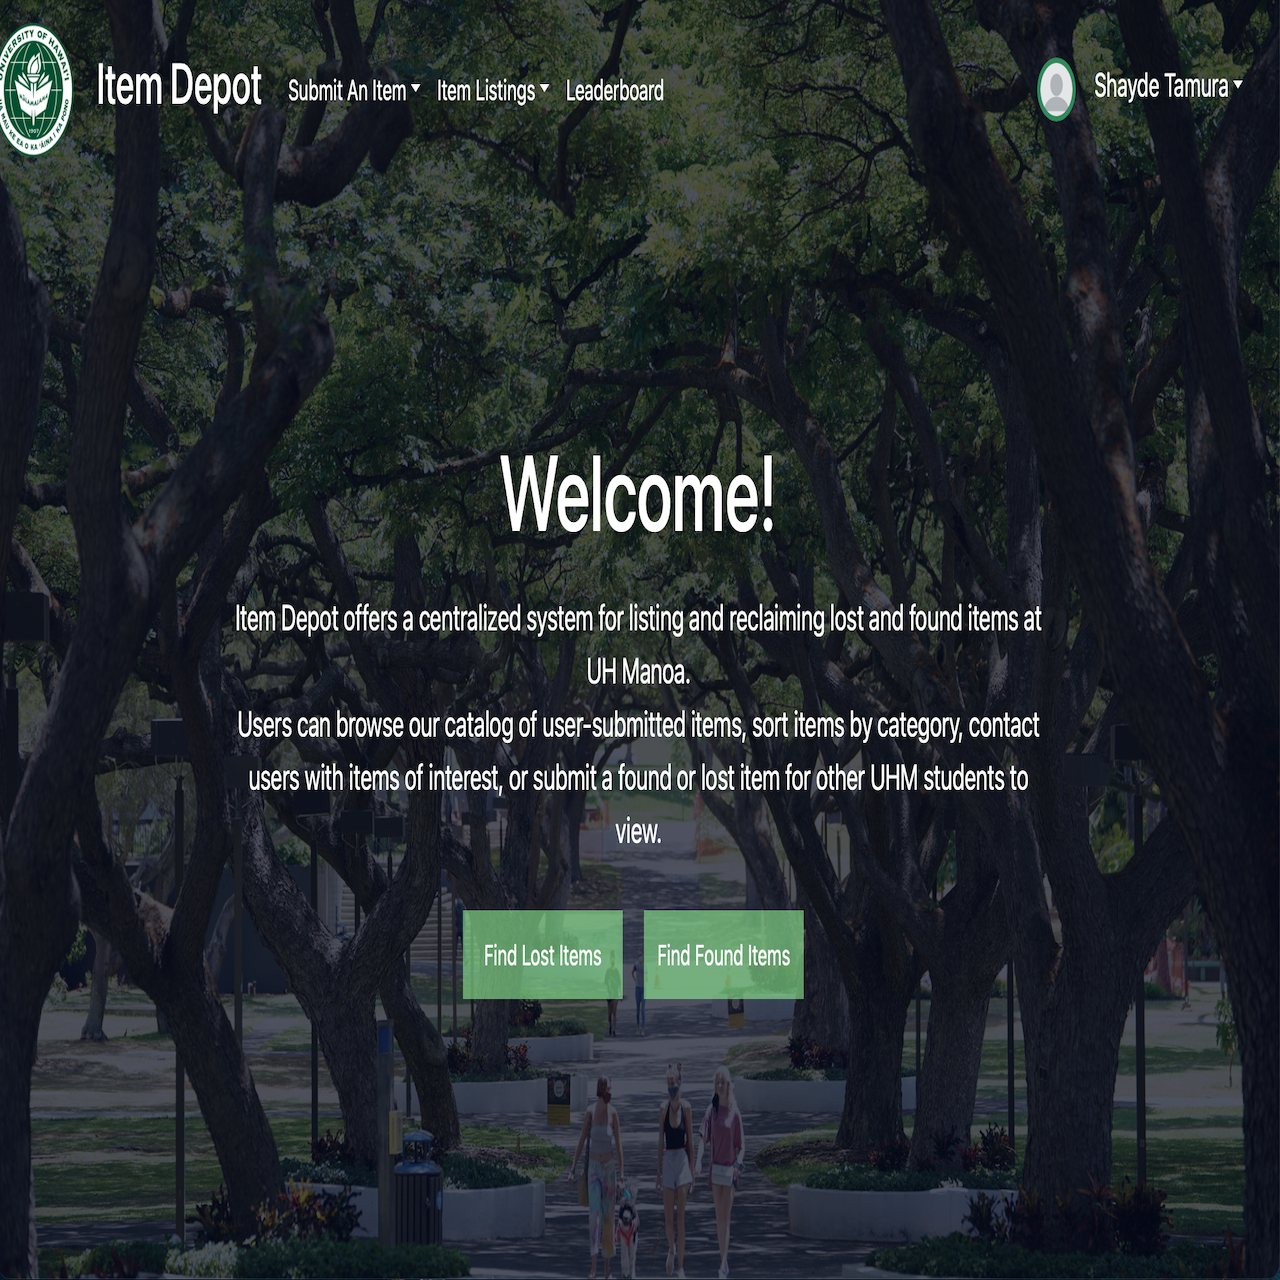 UNIVERSITY OF HAWAI'I
1907
Item Depot
Submit An Item
Item Listings
Leaderboard
Shayde Tamura
Welcome!
Item Depot offers a centralized system for listing and reclaiming lost and found items at
UH Manoa.
Users can browse our catalog of user-submitted items, sort items by category, contact
users with items of interest, or submit a found or lost item for other UHM students to
view.
Find Lost Items
Find Found Items